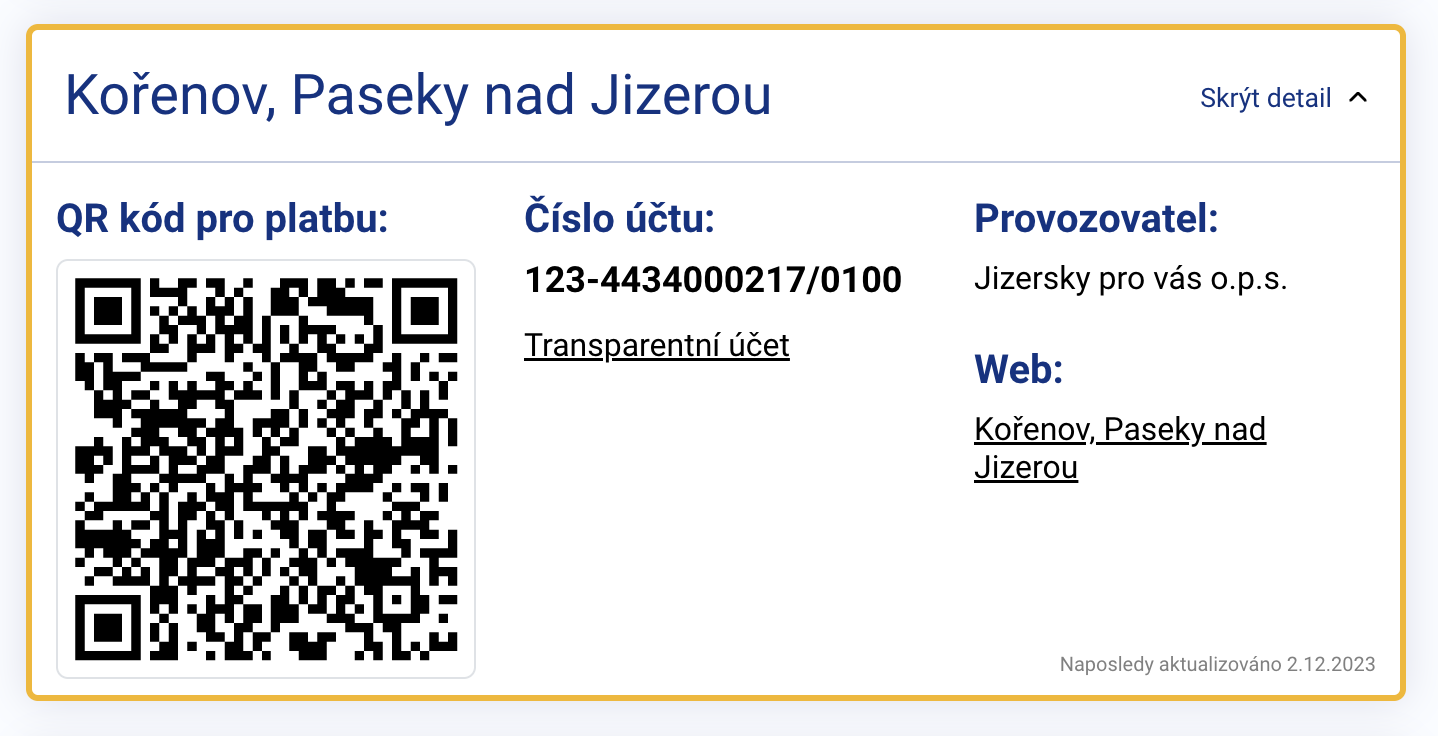 Kořenov, Paseky nad Jizerou
Skrýt detail
QR kód pro platbu:
Číslo účtu:
123-4434000217/0100
Transparentní účet
Provozovatel:
Jizersky pro vás o.p.s.
Web:
Kořenov, Paseky nad
Jizerou
Naposledy aktualizováno 2.12.2023